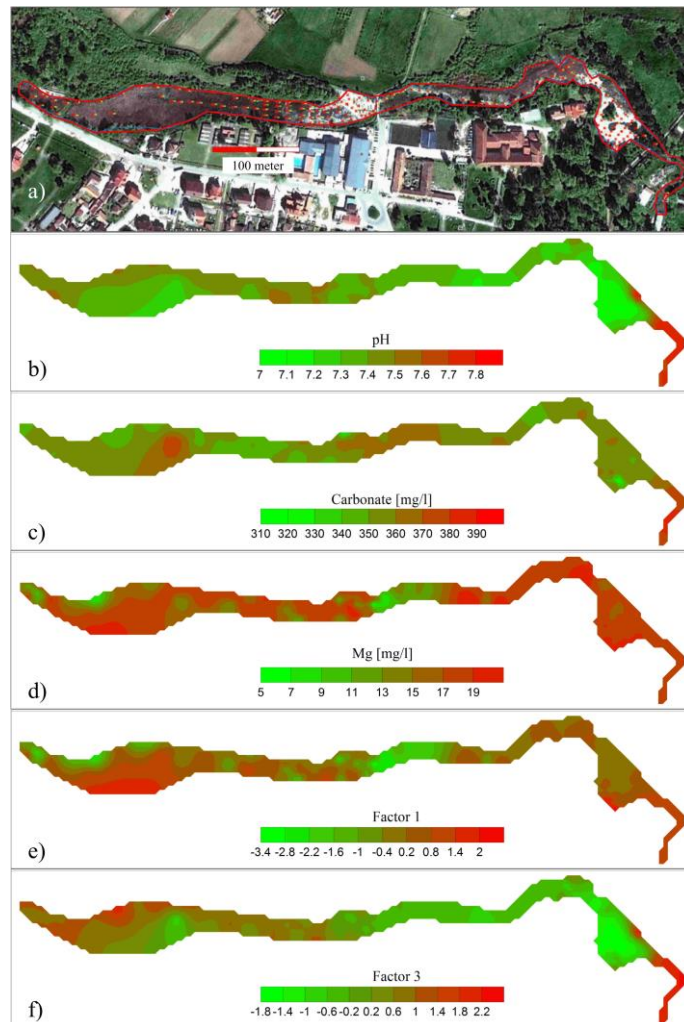 100 meter
a)
pH
7 7.1 7.2 7.3 7.4 7.5 7.6 7.7 7.8
b)
Carbonate [mg/l]
310 320 330 340 350 360 370 380 390
c)
Mg [mg/l]
5 7 9 11 13 15 17 19
d)
Factor 1
-3.4 -2.8 -2.2 -1.6 -1 -0.4 0.2 0.8 1.4 2
e)
Factor 3
-1.8 -1.4 -1 -0.6 -0.2 0.2 0.6 1 1.4 1.8 2.2
f)